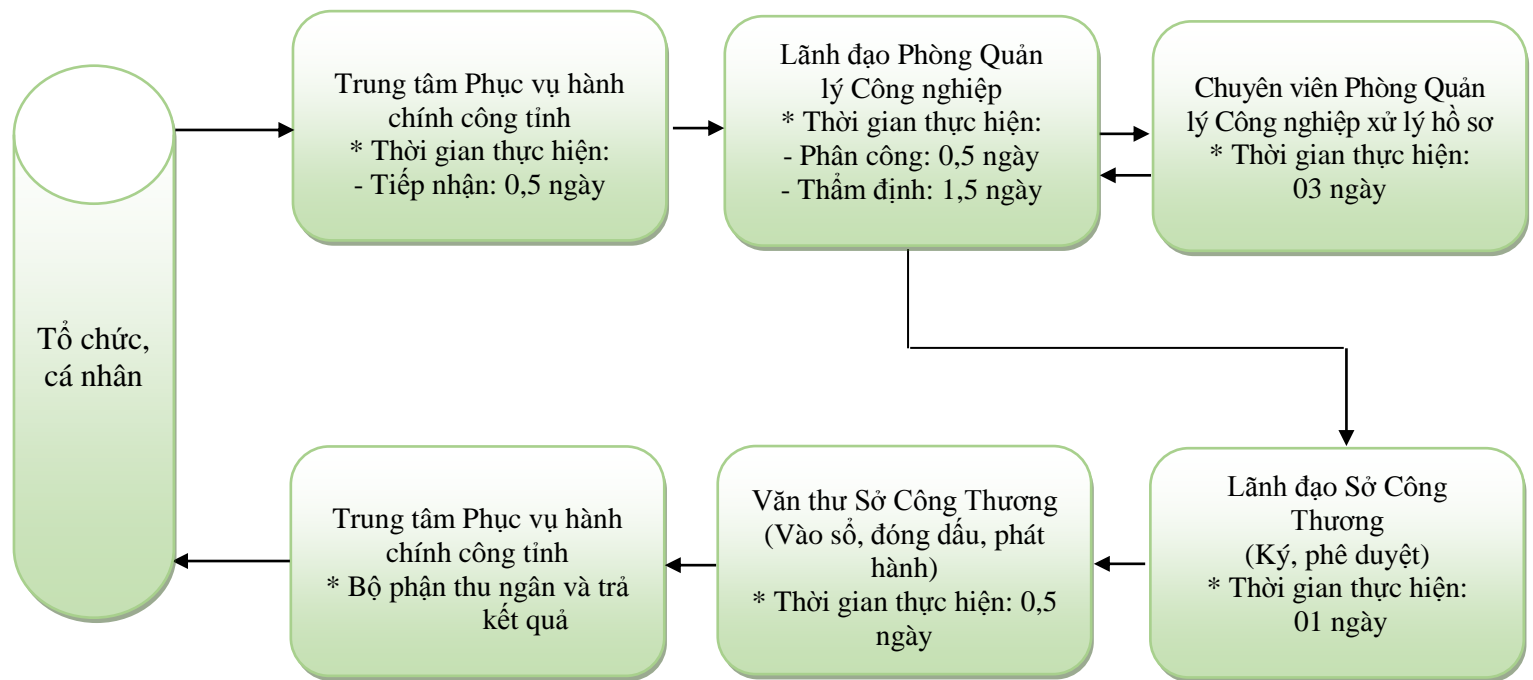 Tổ chức,
cá nhân
Trung tâm Phục vụ hành
chính công tỉnh
* Thời gian thực hiện:
- Tiếp nhận: 0,5 ngày
Lãnh đạo Phòng Quản
lý Công nghiệp
* Thời gian thực hiện:
- Phân công: 0,5 ngày
- Thẩm định: 1,5 ngày
Chuyên viên Phòng Quản
lý Công nghiệp xử lý hồ sơ
* Thời gian thực hiện:
03 ngày
Lãnh đạo Sở Công
Thương
(Ký, phê duyệt)
* Thời gian thực hiện:
01 ngày
Văn thư Sở Công Thương
(Vào sổ, đóng dấu, phát
hành)
* Thời gian thực hiện: 0,5
ngày
Trung tâm Phục vụ hành
chính công tỉnh
* Bộ phận thu ngân và trả
kết quả